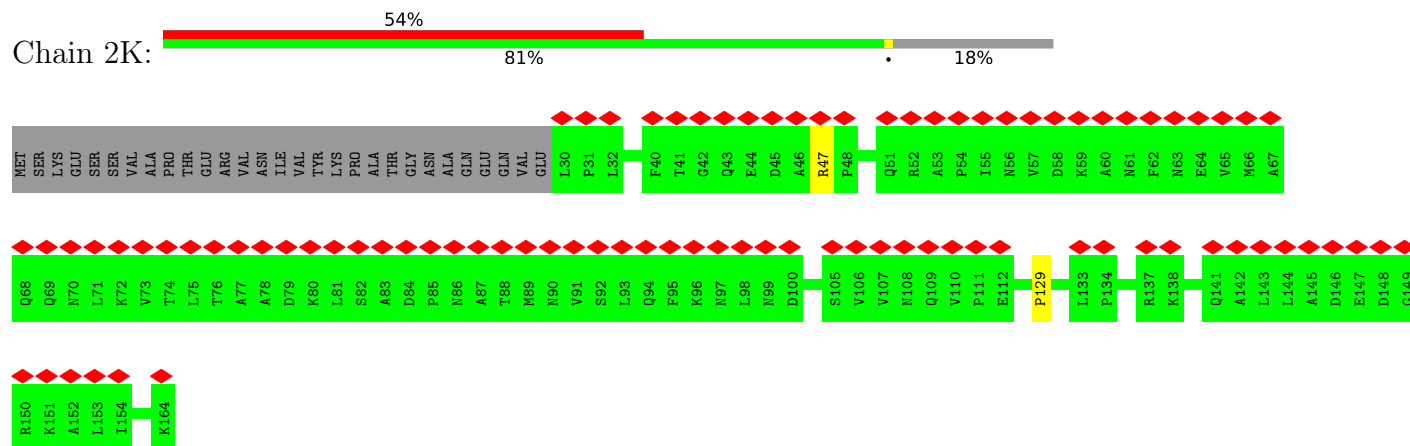 54%
Chain 2K:
81% • 18%
MET SER LYS GLU SER SER VAL ALA PRO THR GLU ARG VAL ASN ILE VAL TYR LYS PRO ALA THR GLY ASN ALA GLN GLU GLN VAL GLU L30 P31 L32 F40 T41 G42 Q43 E44 D45 A46 R47 P48 Q51 R52 A53 P54 I55 N56 V57 D58 K59 A60 N61 F62 N63 E64 V65 M66 A67
Q68 Q69 N70 L71 K72 V73 T74 L75 T76 A77 A78 D79 K80 L81 S82 A83 D84 P85 N86 A87 T88 M89 N90 V91 S92 L93 Q94 F95 K96 N97 L98 N99 D100 S105 V106 V107 N108 Q109 V110 P111 E112 P129 L133 P134 R137 K138 Q141 A142 L143 L144 A145 D146 E147 D148 G149
R150 K151 A152 L153 I154 K164